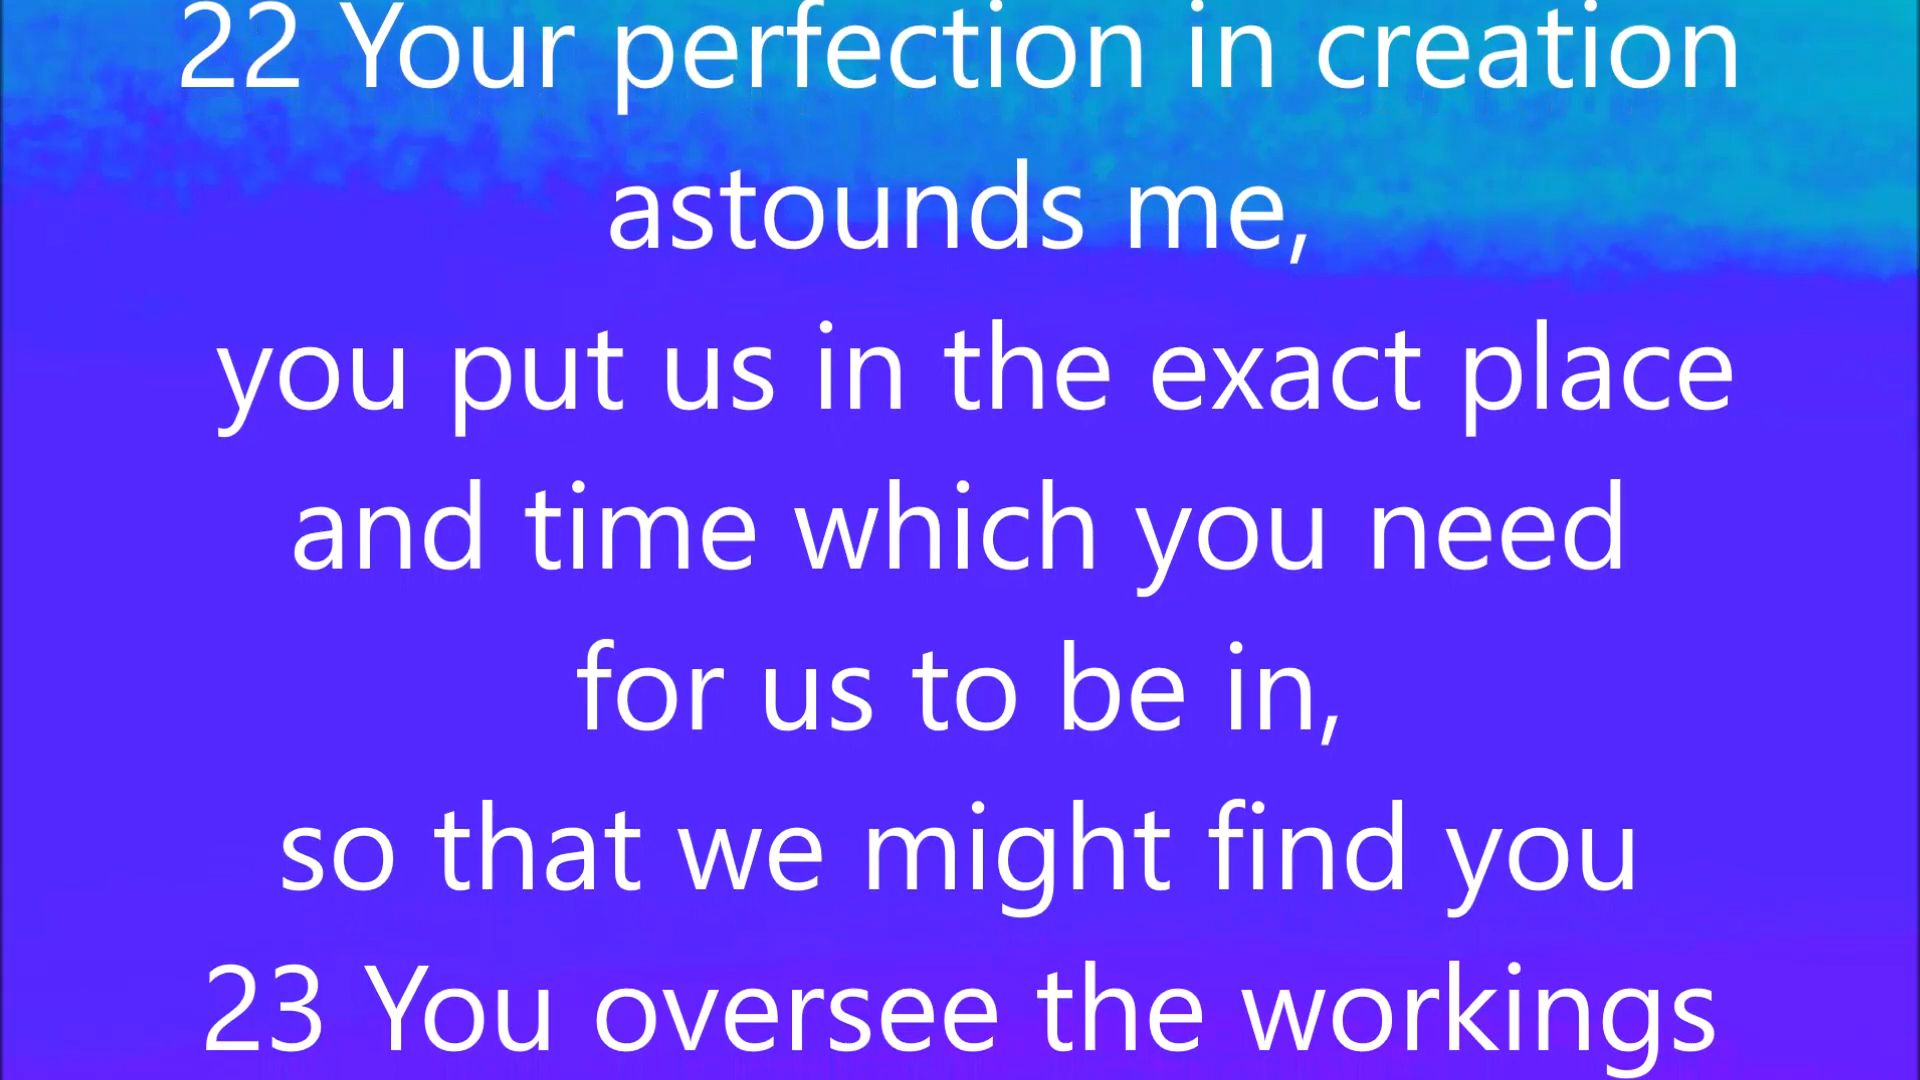 22 Your perfection in creation
astounds me,
you put us in the exact place
and time which you need
for us to be in,
so that we might find you
23 You oversee the workings